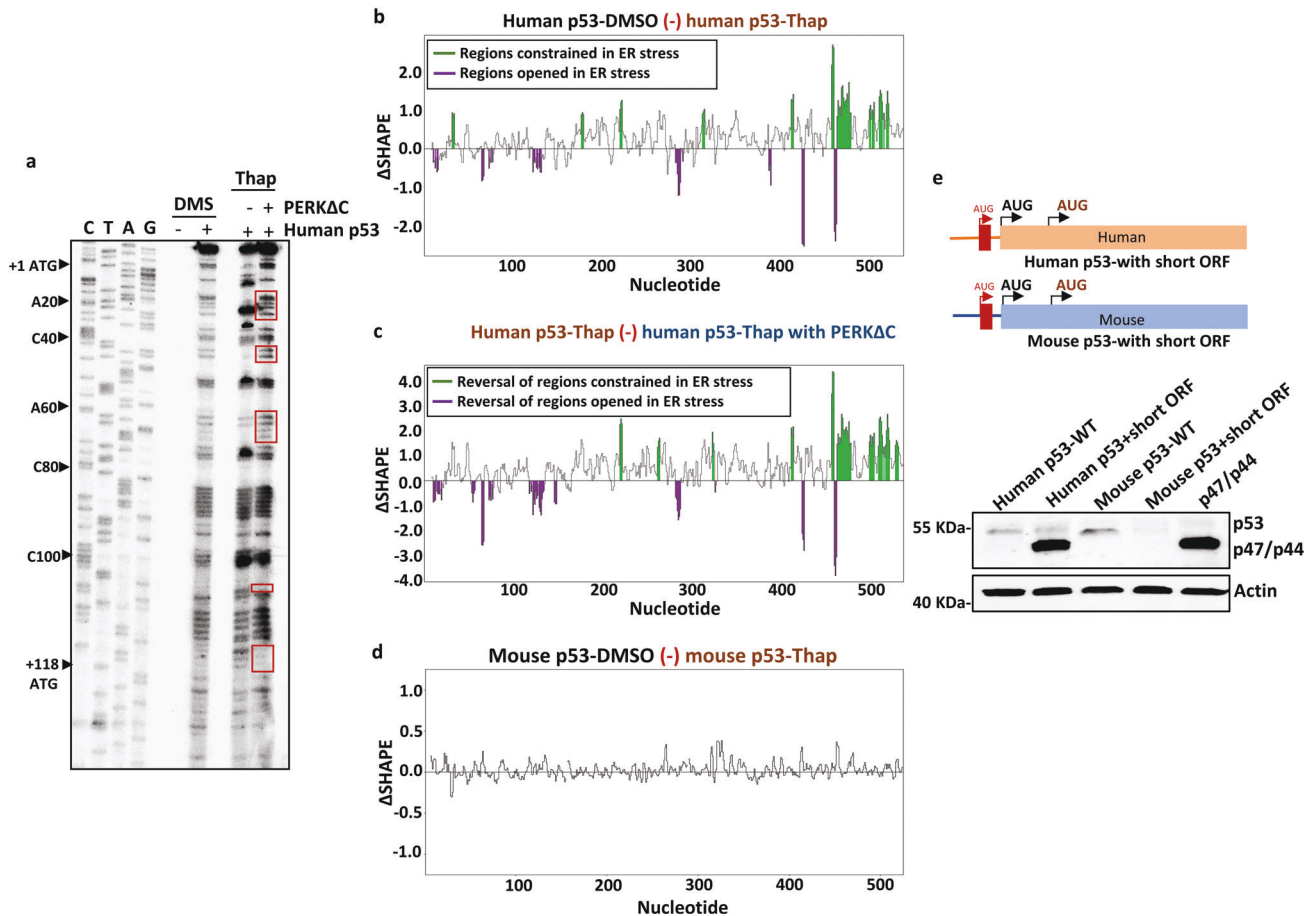 a
Thap
DMS - + PERKΔC
C T A G - + + + Human p53
+1 ATG
A20
C40
A60
C80
C100
+118
ATG
b
Human p53-DMSO (-) human p53-Thap
Regions constrained in ER stress
Regions opened in ER stress
ΔSHAPE
2.0
1.0
0.0
-1.0
-2.0
100 200 300 400 500
Nucleotide
c
Human p53-Thap (-) human p53-Thap with PERKΔC
Reversal of regions constrained in ER stress
Reversal of regions opened in ER stress
ΔSHAPE
4.0
3.0
2.0
1.0
0.0
-1.0
-2.0
-3.0
-4.0
100 200 300 400 500
Nucleotide
d
Mouse p53-DMSO (-) mouse p53-Thap
ΔSHAPE
1.0
0.5
0.0
-0.5
-1.0
100 200 300 400 500
Nucleotide
e
AUG AUG AUG
Human
Human p53-with short ORF
AUG AUG AUG
Mouse
Mouse p53-with short ORF
Human p53-WT
Human p53+short ORF
Mouse p53-WT
Mouse p53+short ORF
p47/p44
55 KDa-
p53
p47/p44
40 KDa-
Actin